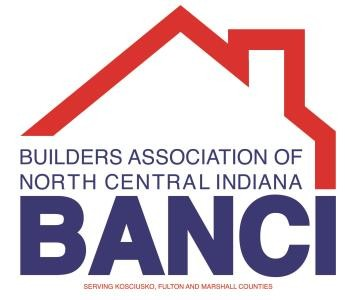 BUILDERS ASSOCIATION OF
NORTH CENTRAL INDIANA
BANCI
SERVING KOSCIUSKO, FULTON AND MARSHALL COUNTIES